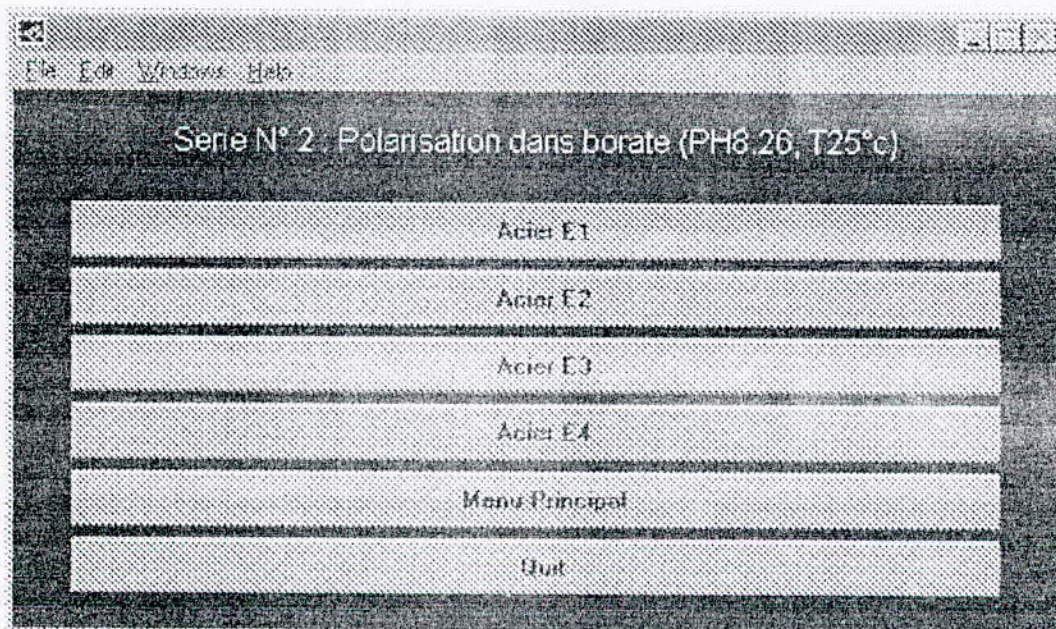 File Edit Windows Help
Serie N° 2 : Polarisation dans borate (PH8.26, T25°c)
Acier E1
Acier E2
Acier E3
Acier E4
Menu Principal
Quit